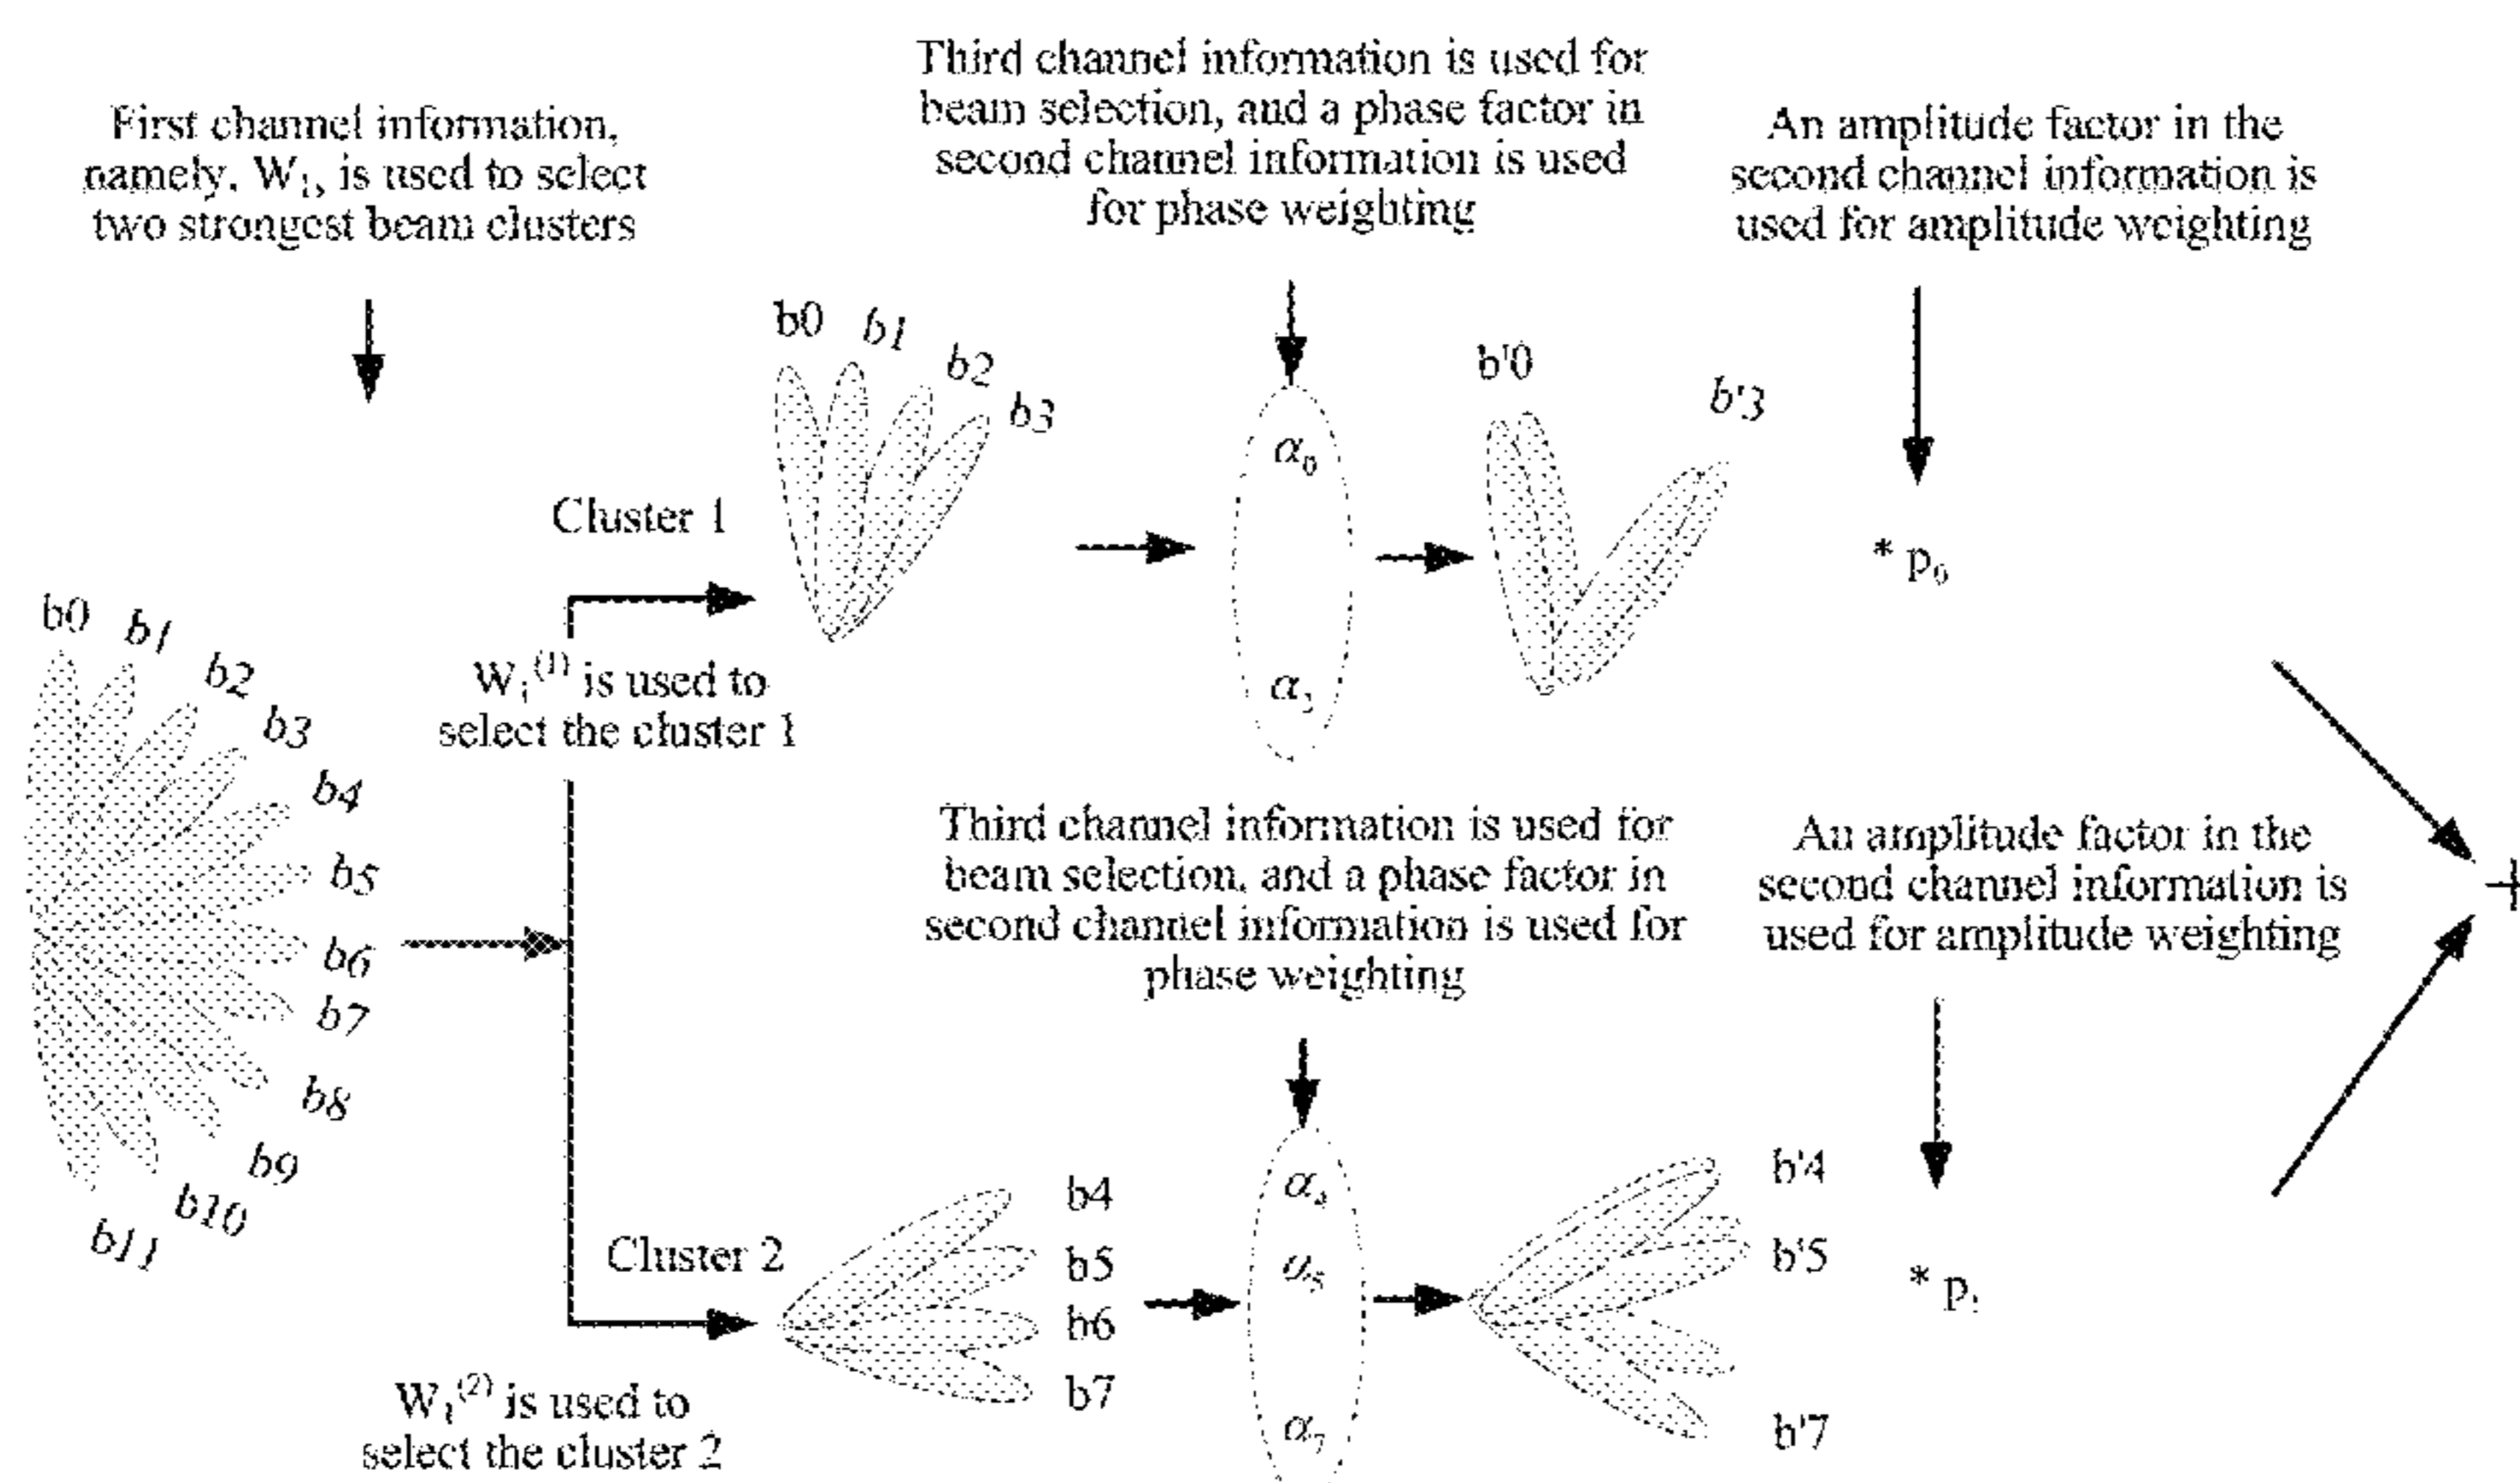 First channel information,
namely, W₁, is used to select
two strongest beam clusters
Third channel information is used for
beam selection, and a phase factor in
second channel information is used
for phase weighting
An amplitude factor in the
second channel information is
used for amplitude weighting
b0
b1
b2
b3
b4
b5
b6
b7
b8
b9
b10
b11
Cluster 1
W₁⁽¹⁾ is used to
select the cluster 1
b0
b1
b2
b3
α₀
α₃
b'0
b'3
* p₀
Third channel information is used for
beam selection, and a phase factor in
second channel information is used for
phase weighting
An amplitude factor in the
second channel information is
used for amplitude weighting
+
Cluster 2
W₁⁽²⁾ is used to
select the cluster 2
b4
b5
b6
b7
α₄
α₅
α₇
b'4
b'5
b'7
* p₁